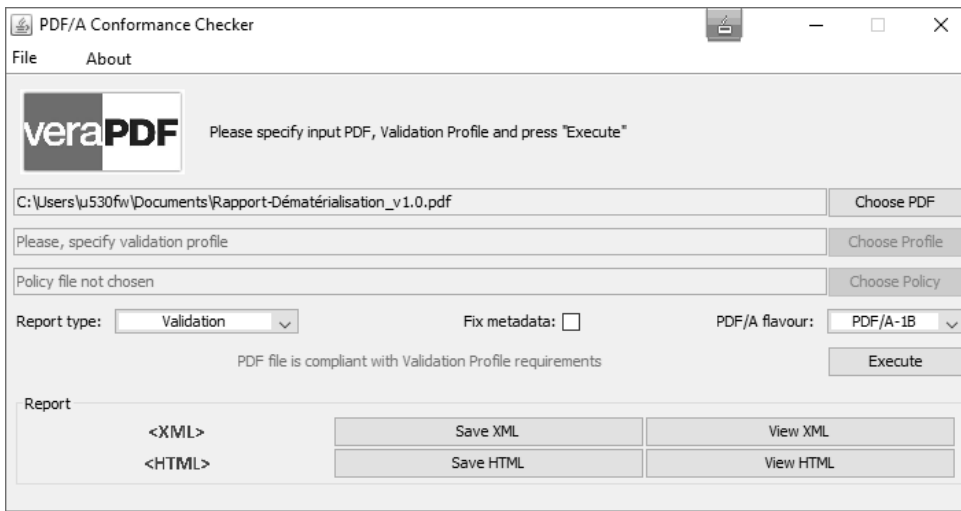 PDF/A Conformance Checker
File About
veraPDF
Please specify input PDF, Validation Profile and press "Execute"
C:\Users\u530fw\Documents\Rapport-Dématérialisation_v1.0.pdf Choose PDF
Please, specify validation profile Choose Profile
Policy file not chosen Choose Policy
Report type: Validation Fix metadata: PDF/A flavour: PDF/A-1B
PDF file is compliant with Validation Profile requirements Execute
Report
<XML> Save XML View XML
<HTML> Save HTML View HTML